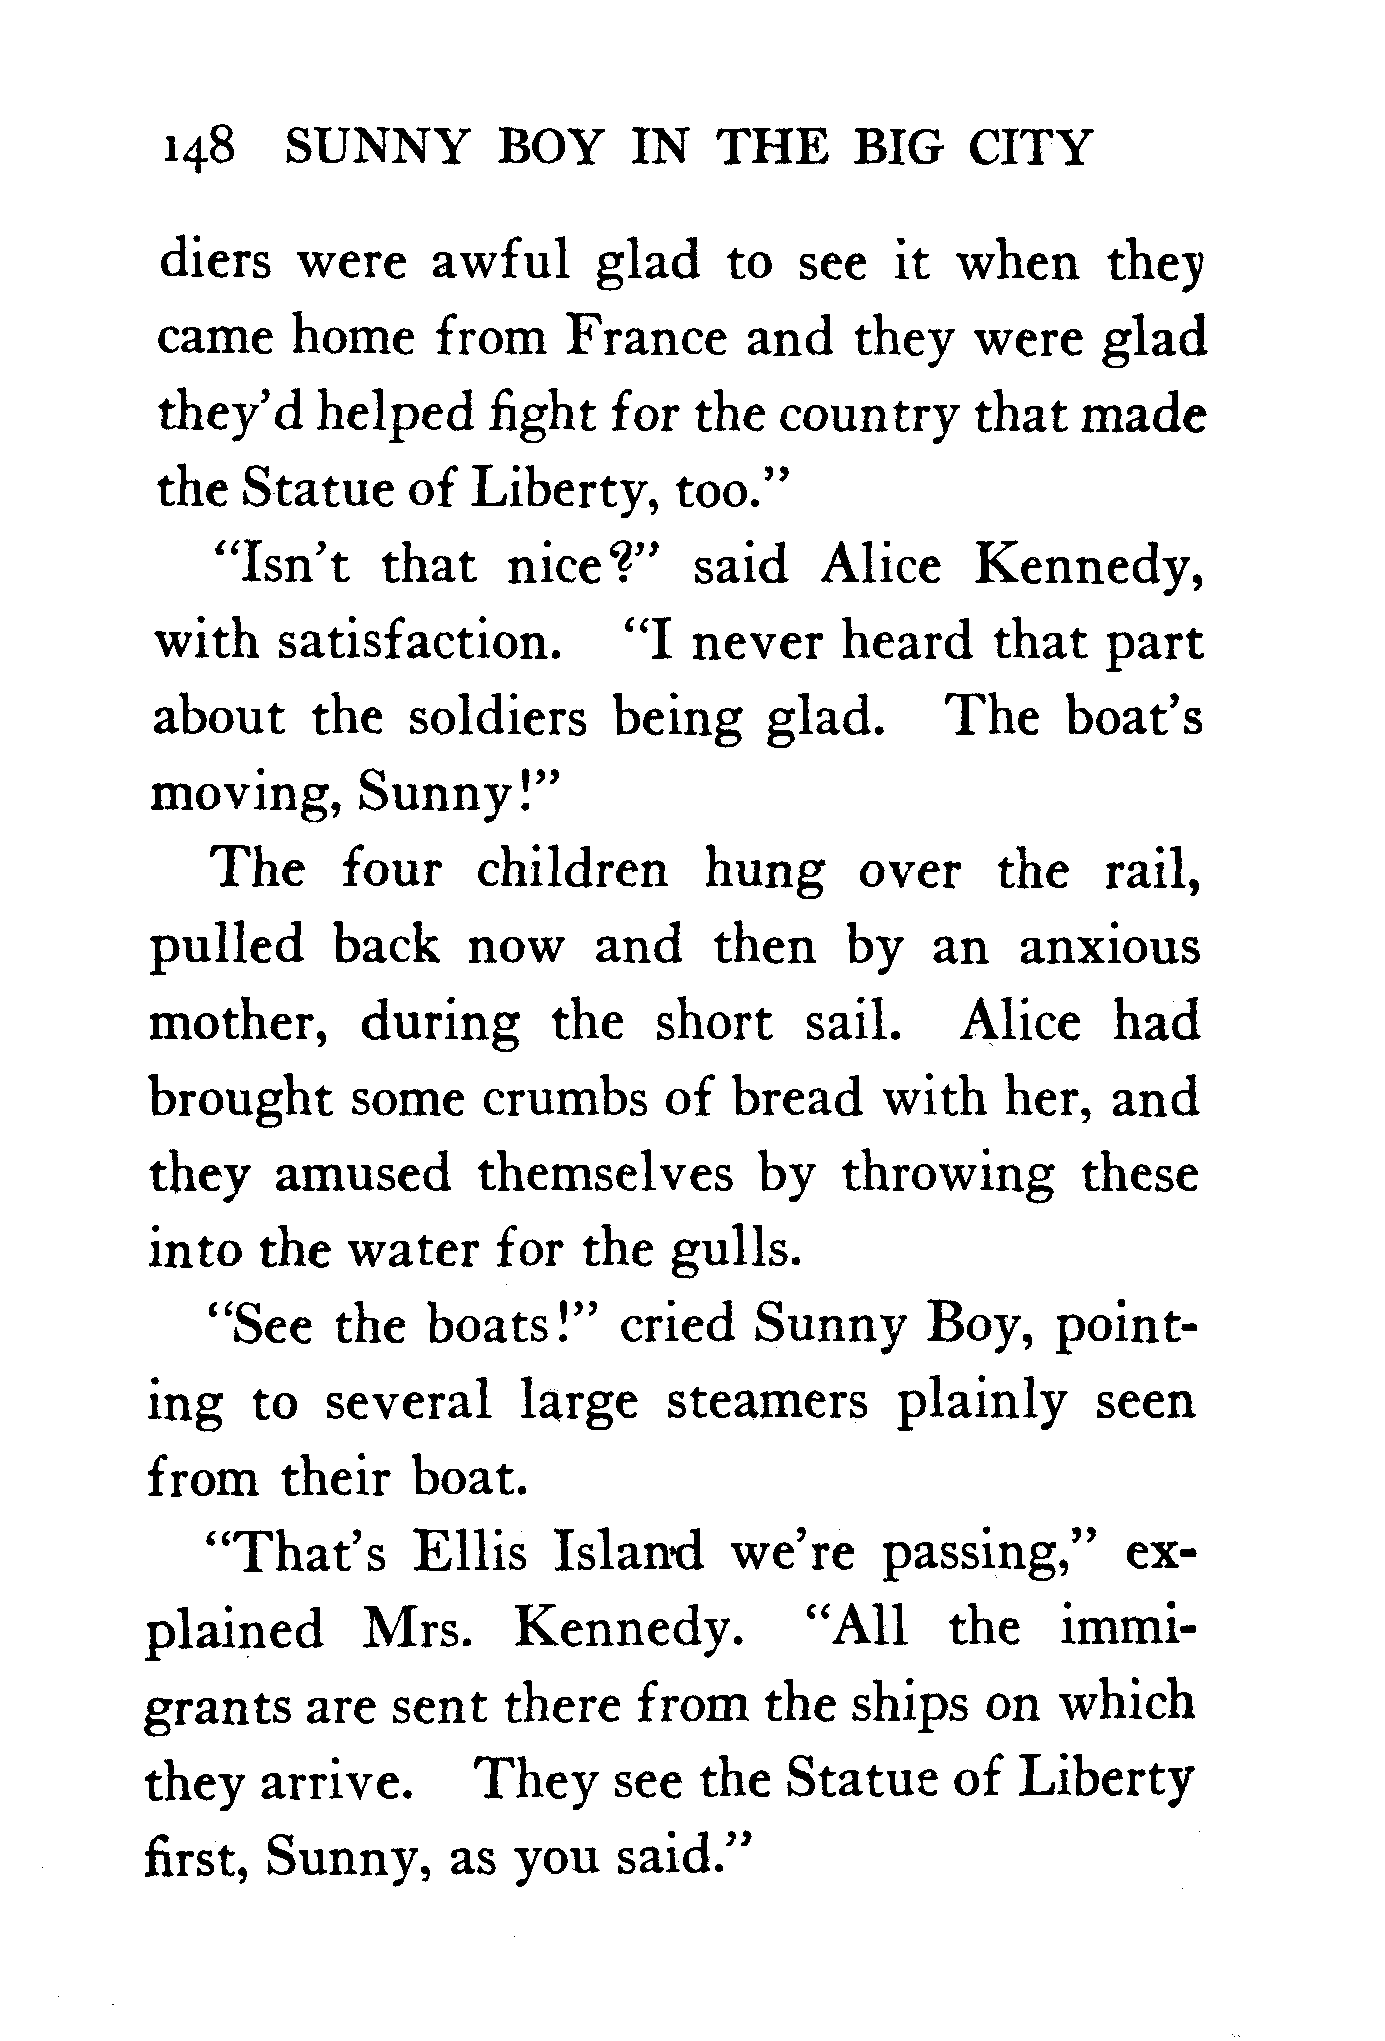 148 SUNNY BOY IN THE BIG CITY
diers were awful glad to see it when they
came home from France and they were glad
they'd helped fight for the country that made
the Statue of Liberty, too."
"Isn't that nice?" said Alice Kennedy,
with satisfaction. "I never heard that part
about the soldiers being glad. The boat's
moving, Sunny!"
The four children hung over the rail,
pulled back now and then by an anxious
mother, during the short sail. Alice had
brought some crumbs of bread with her, and
they amused themselves by throwing these
into the water for the gulls.
"See the boats!" cried Sunny Boy, point-
ing to several large steamers plainly seen
from their boat.
"That's Ellis Island we're passing," ex-
plained Mrs. Kennedy. "All the immi-
grants are sent there from the ships on which
they arrive. They see the Statue of Liberty
first, Sunny, as you said."